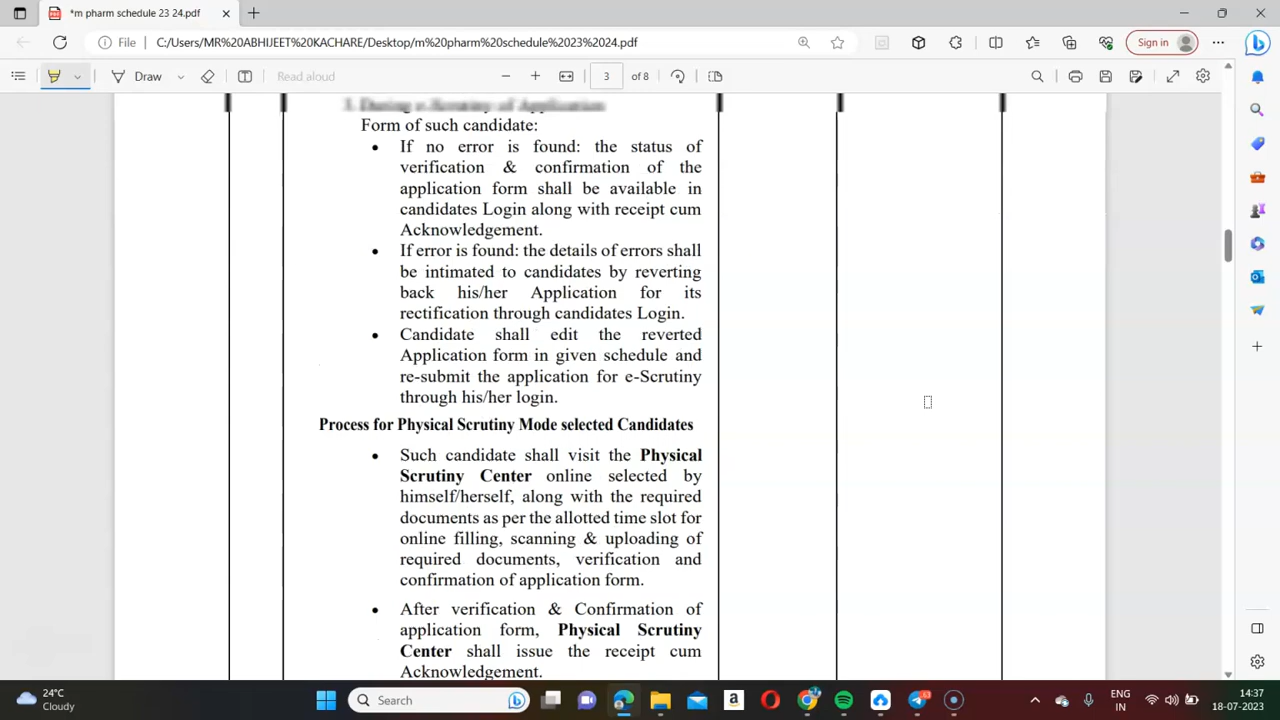 *m pharm schedule 23 24.pdf
File
C:/Users/MR%20ABHIJEET%20KACHARE/Desktop/m%20pharm%20schedule%2023%2024.pdf
Sign in
Draw
Read aloud
3 of 8
3. During e-Scrutiny of Application
Form of such candidate:
• If no error is found: the status of
verification & confirmation of the
application form shall be available in
candidates Login along with receipt cum
Acknowledgement.
• If error is found: the details of errors shall
be intimated to candidates by reverting
back his/her Application for its
rectification through candidates Login.
• Candidate shall edit the reverted
Application form in given schedule and
re-submit the application for e-Scrutiny
through his/her login.
Process for Physical Scrutiny Mode selected Candidates
• Such candidate shall visit the Physical
Scrutiny Center online selected by
himself/herself, along with the required
documents as per the allotted time slot for
online filling, scanning & uploading of
required documents, verification and
confirmation of application form.
• After verification & Confirmation of
application form, Physical Scrutiny
Center shall issue the receipt cum
Acknowledgement.
24°C
Cloudy
Search
ENG
IN
14:37
18-07-2023